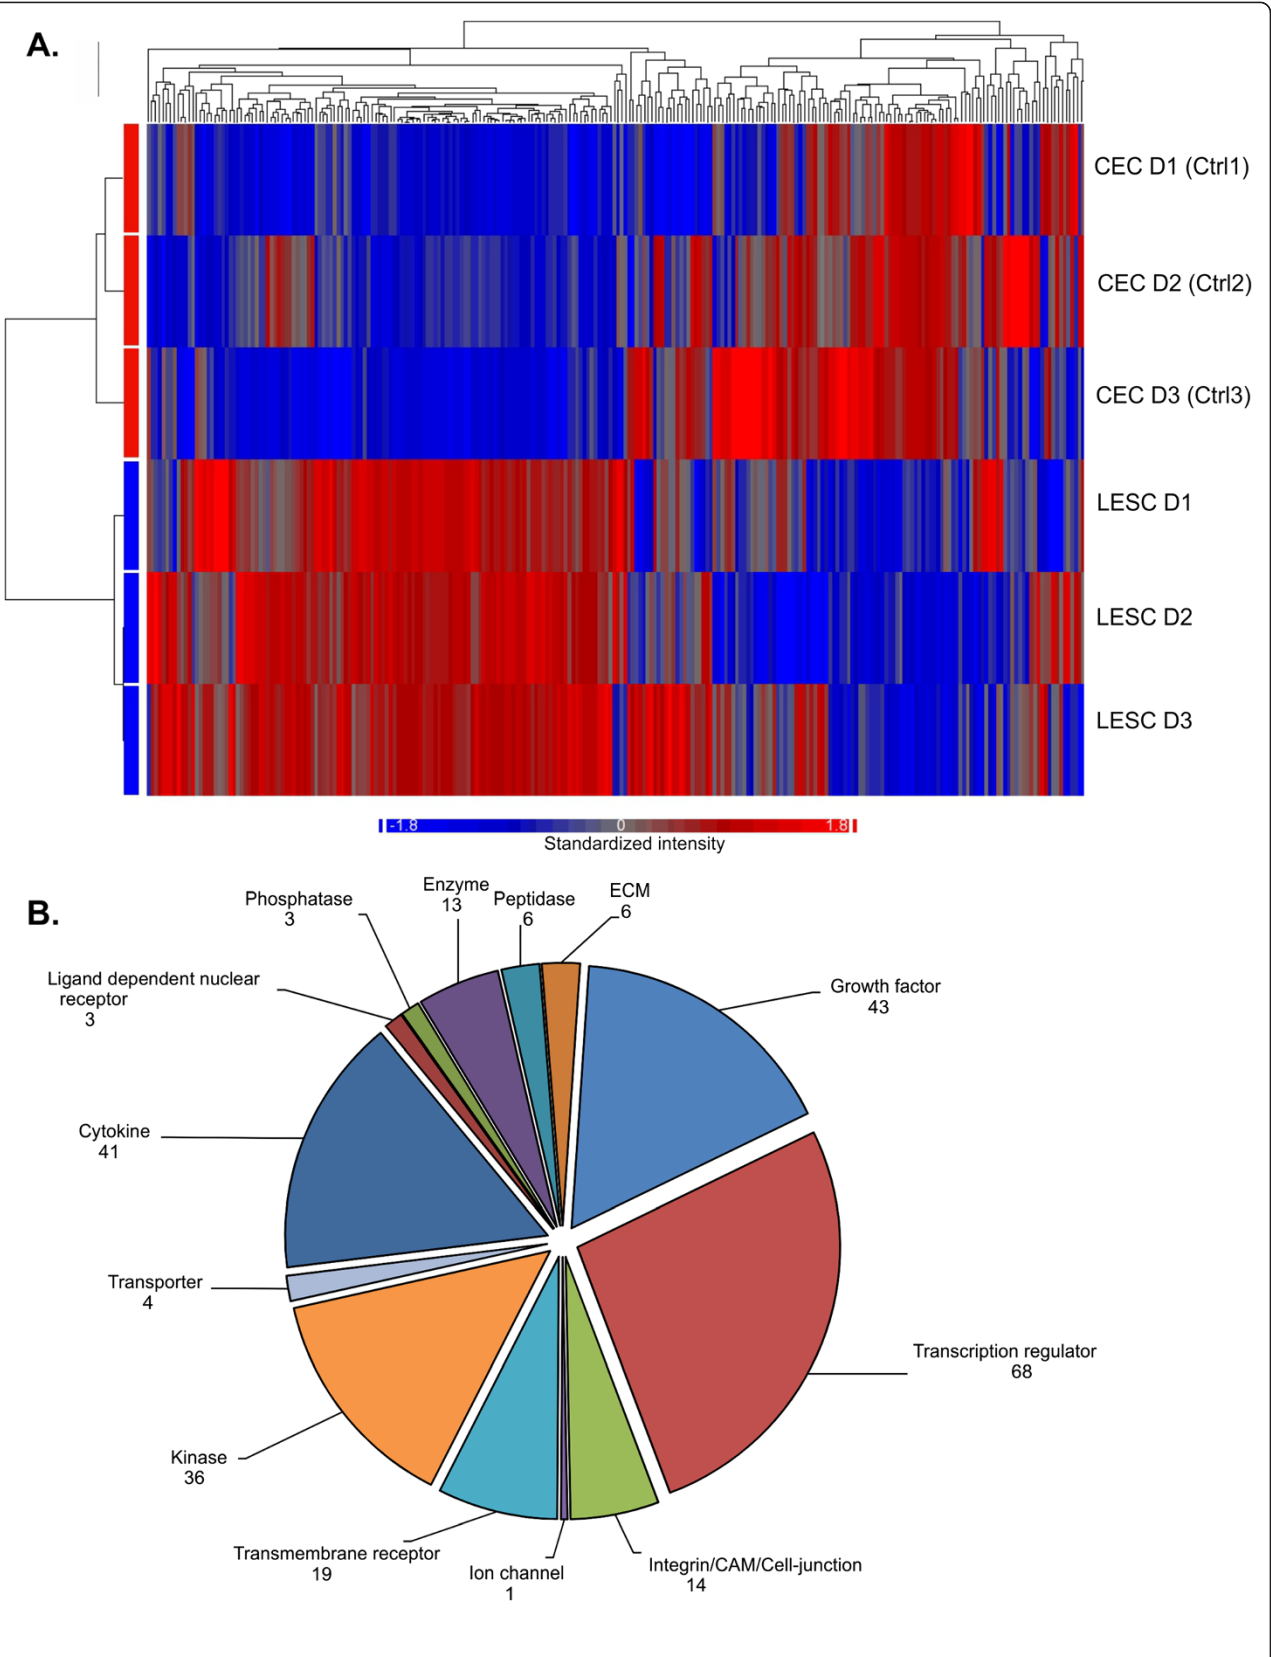 A.
CEC D1 (Ctrl1)
CEC D2 (Ctrl2)
CEC D3 (Ctrl3)
LESC D1
LESC D2
LESC D3
-1.8 0 1.8
Standardized intensity
B.
Phosphatase
3
Enzyme
13
Peptidase
6
ECM
6
Ligand dependent nuclear
receptor
3
Growth factor
43
Cytokine
41
Transporter
4
Transcription regulator
68
Kinase
36
Transmembrane receptor
19
Ion channel
1
Integrin/CAM/Cell-junction
14